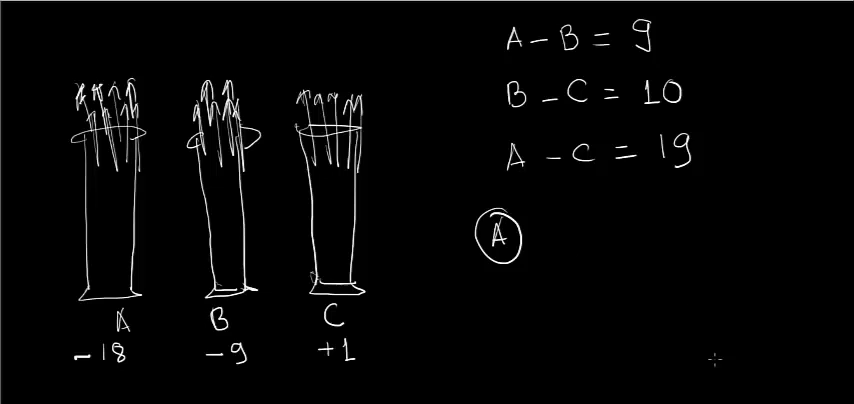 A - B = 9
B - C = 10
A - C = 19
A
A B C
-18 -9 +1